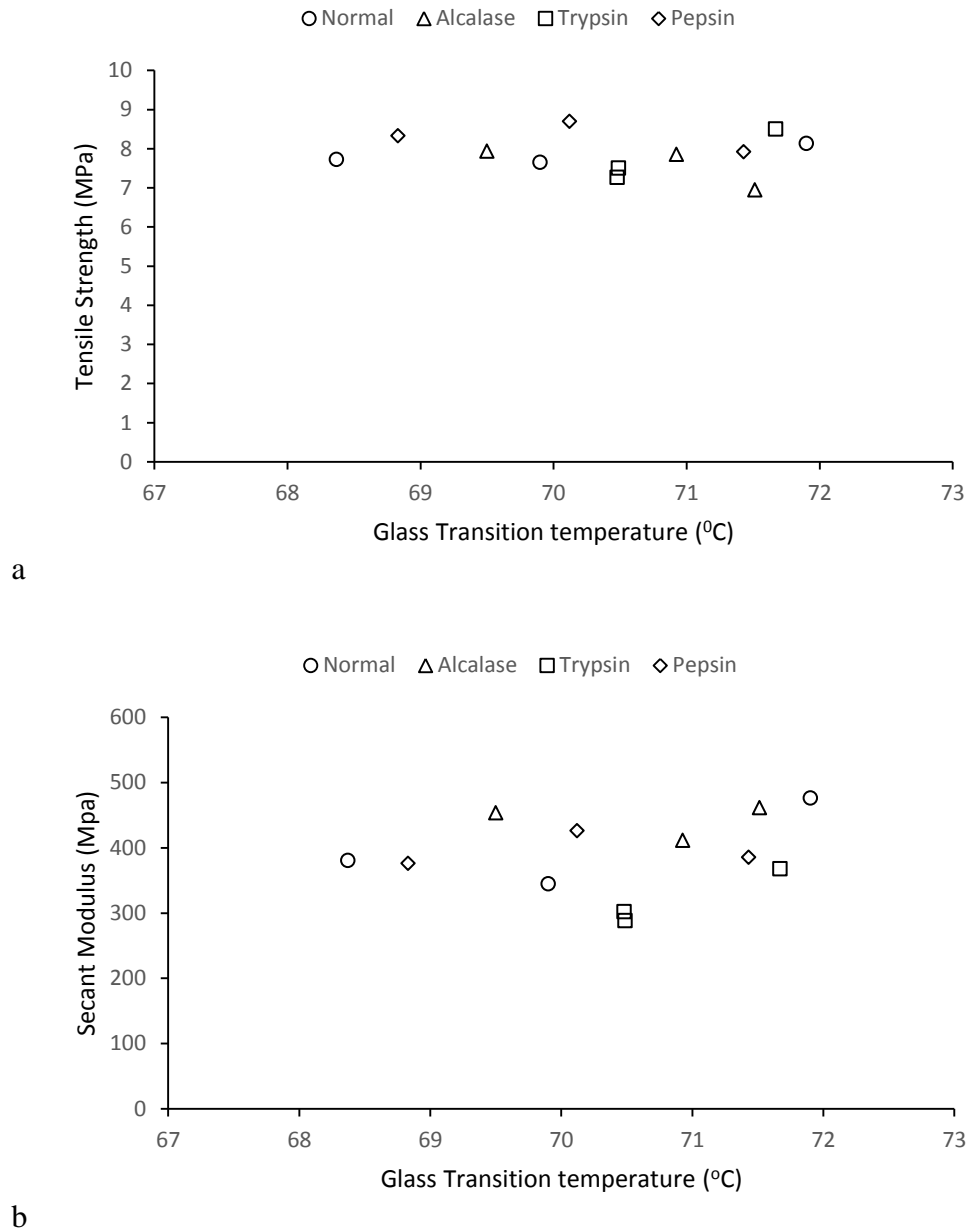 Normal Alcalase Trypsin Pepsin
10
9
8
7
6
5
4
3
2
1
0
Tensile Strength (MPa)
67 68 69 70 71 72 73
Glass Transition temperature (⁰C)
a
Normal Alcalase Trypsin Pepsin
600
500
400
300
200
100
0
Secant Modulus (Mpa)
67 68 69 70 71 72 73
Glass Transition temperature (ᵒC)
b